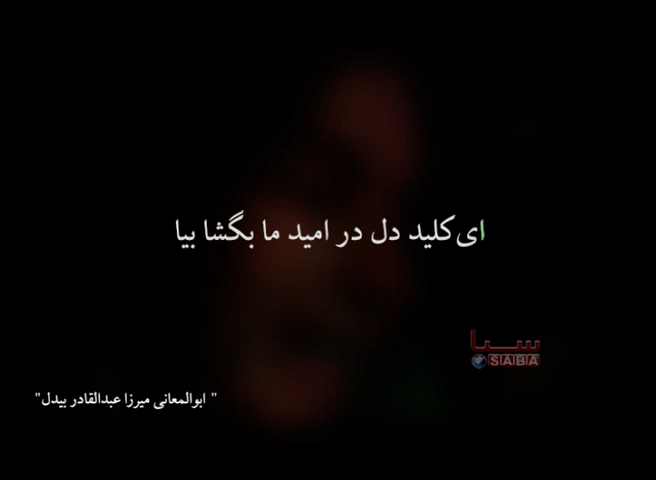 ای‌کلید دل در امید ما بگشا بیا
سبا
SABA
" ابوالمعانی میرزا عبدالقادر بیدل"